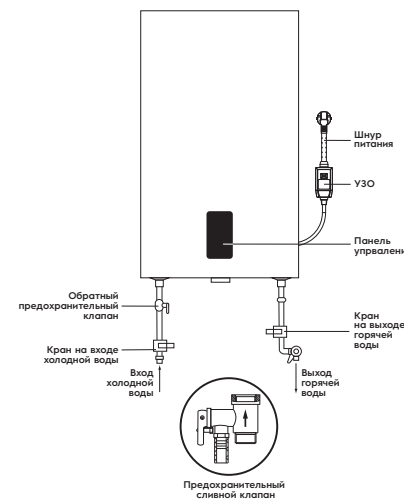 Шнур
питания
УЗО
Панель
упрваления
Обратный
предохранительный
клапан
Кран на входе
холодной воды
Кран
на выходе
горячей
воды
Вход
холодной
воды
Выход
горячей
воды
Предохранительный
сливной клапан